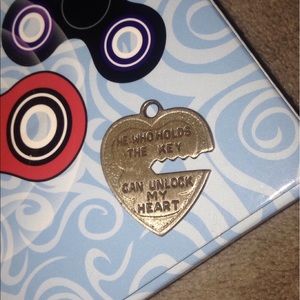 HE WHO HOLDS
THE KEY
CAN UNLOCK
MY
HEART